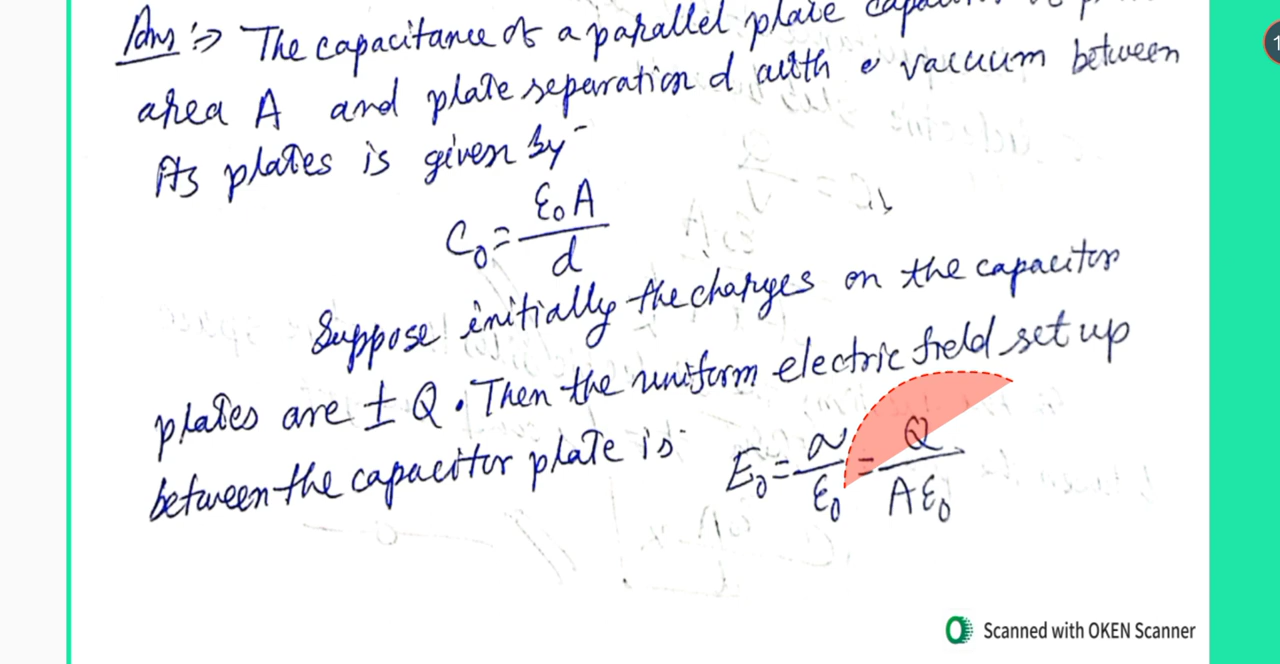 Ans :⇒ The capacitance of a parallel plate
area A and plate separation d with a vacuum between
its plates is given by -
C₀ = ε₀A / d
Suppose initially the charges on the capacitor
plates are ± Q . Then the uniform electric field set up
between the capacitor plate is E₀ = σ / ε₀ = Q / Aε₀
Scanned with OKEN Scanner
1